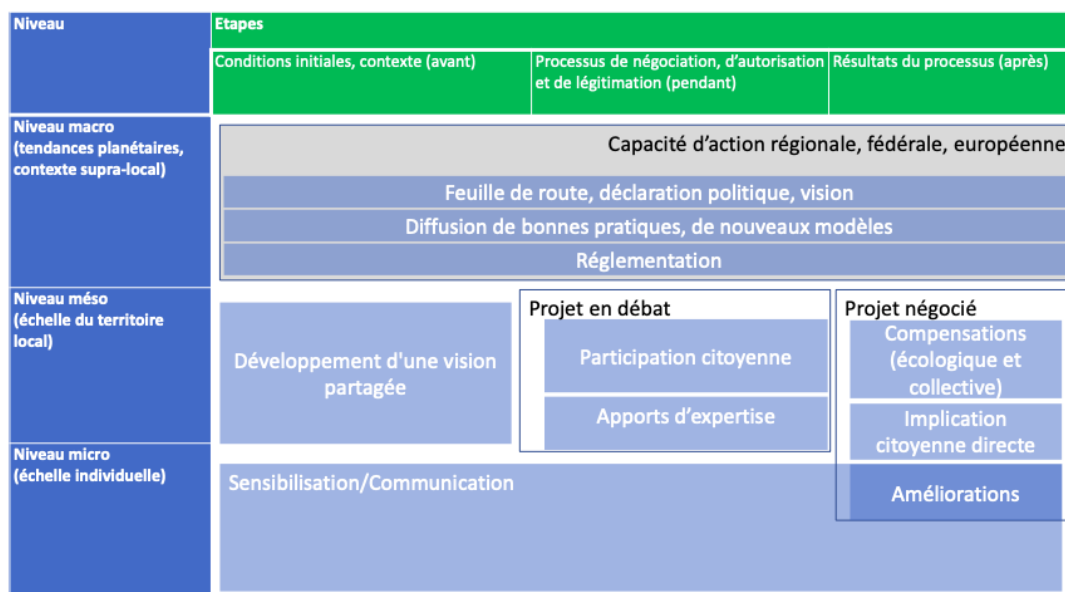 Niveau
Etapes
Conditions initiales, contexte (avant)
Processus de négociation, d'autorisation
et de légitimation (pendant)
Résultats du processus (après)
Niveau macro
(tendances planétaires,
contexte supra-local)
Capacité d'action régionale, fédérale, européenne
Feuille de route, déclaration politique, vision
Diffusion de bonnes pratiques, de nouveaux modèles
Réglementation
Niveau méso
(échelle du territoire
local)
Développement d'une vision
partagée
Projet en débat
Participation citoyenne
Apports d'expertise
Projet négocié
Compensations
(écologique et
collective)
Implication
citoyenne directe
Niveau micro
(échelle individuelle)
Sensibilisation/Communication
Améliorations